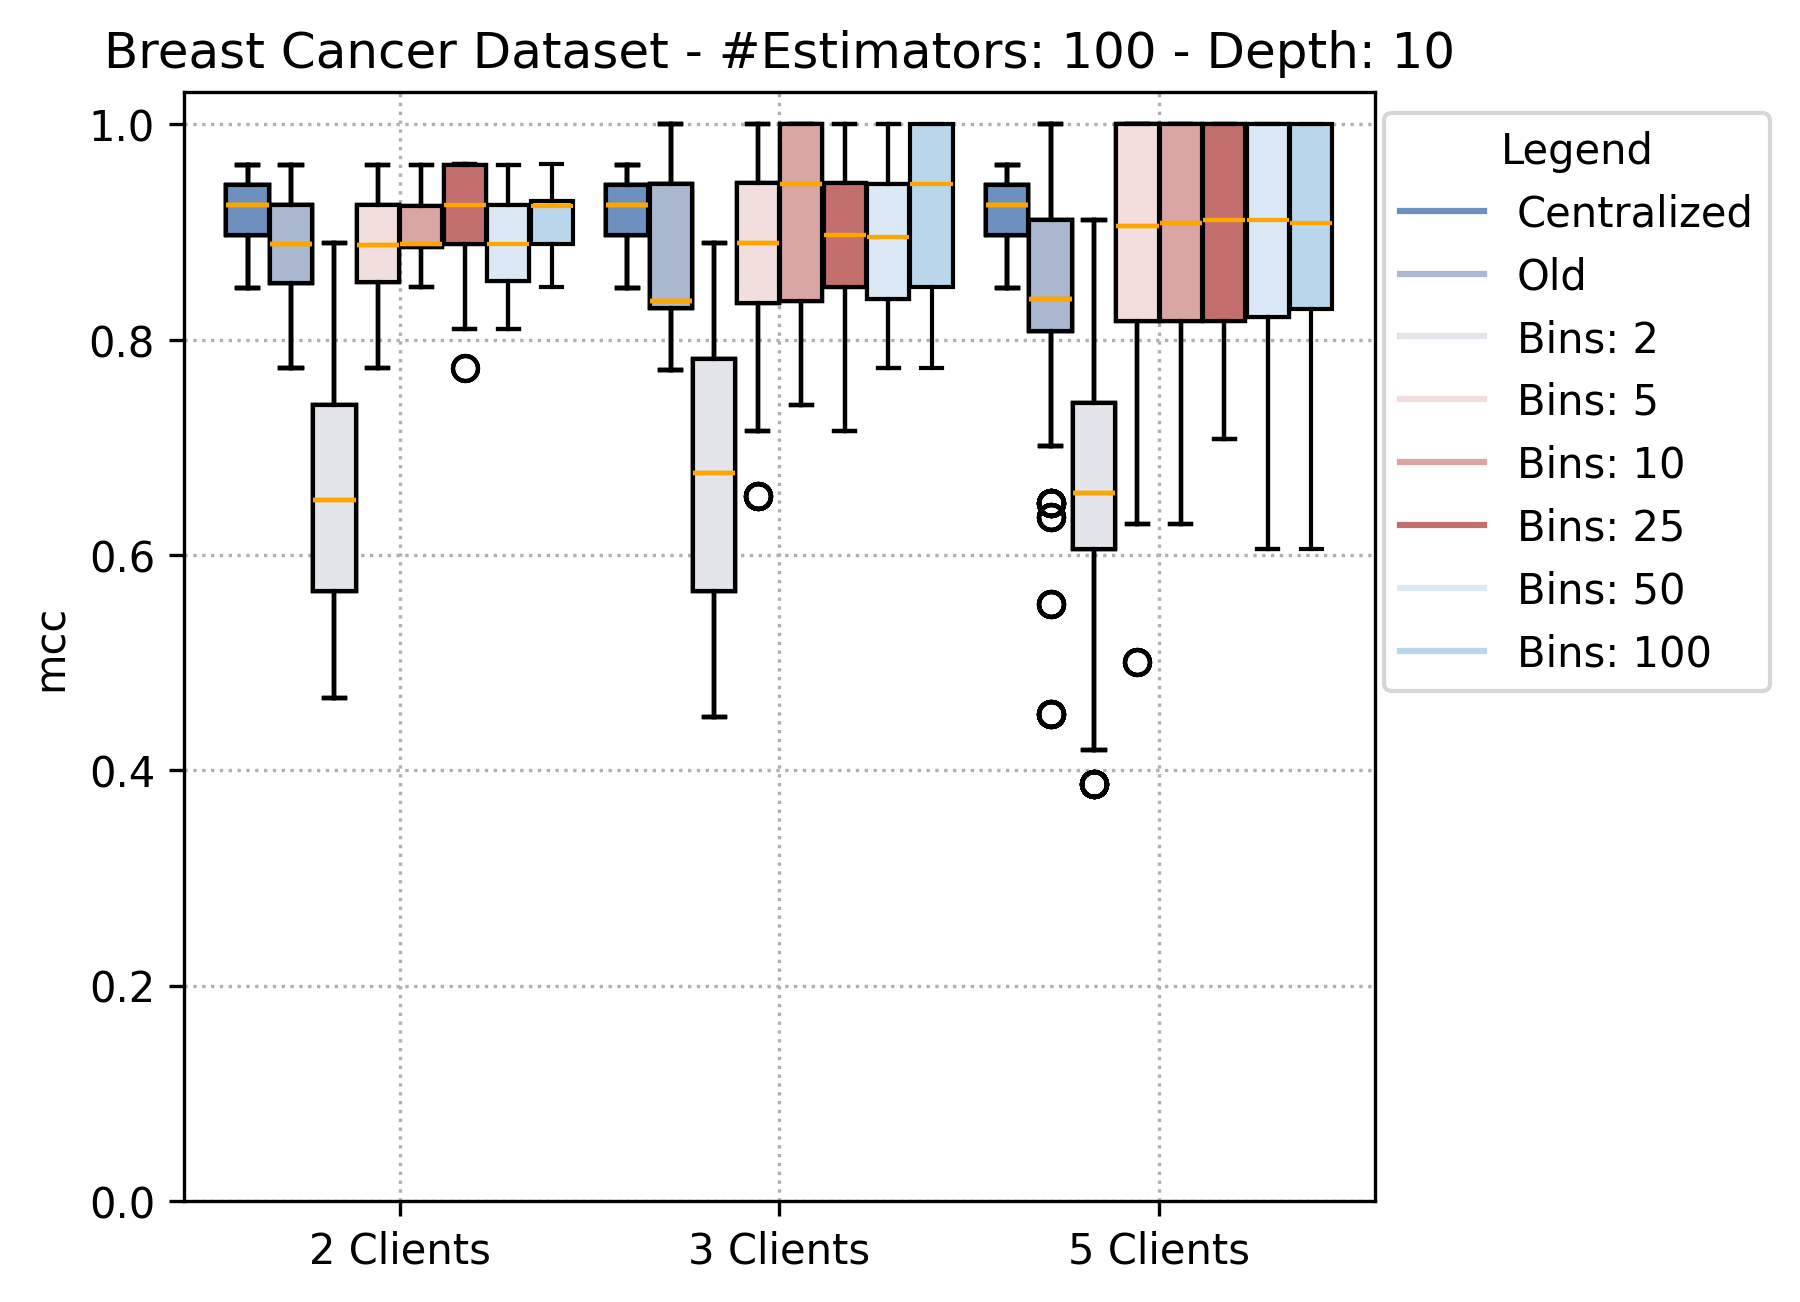 Breast Cancer Dataset - #Estimators: 100 - Depth: 10
mcc
1.0
0.8
0.6
0.4
0.2
0.0
2 Clients
3 Clients
5 Clients
Legend
Centralized
Old
Bins: 2
Bins: 5
Bins: 10
Bins: 25
Bins: 50
Bins: 100